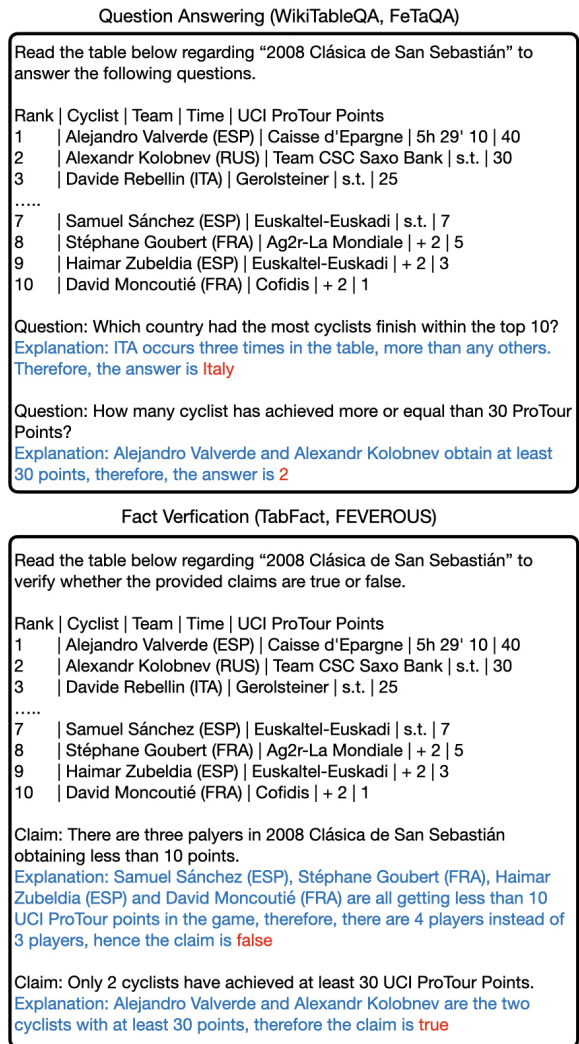 Question Answering (WikiTableQA, FeTaQA)
Read the table below regarding “2008 Clásica de San Sebastián” to
answer the following questions.
Rank | Cyclist | Team | Time | UCI ProTour Points
1 | Alejandro Valverde (ESP) | Caisse d'Epargne | 5h 29' 10 | 40
2 | Alexandr Kolobnev (RUS) | Team CSC Saxo Bank | s.t. | 30
3 | Davide Rebellin (ITA) | Gerolsteiner | s.t. | 25
.....
7 | Samuel Sánchez (ESP) | Euskaltel-Euskadi | s.t. | 7
8 | Stéphane Goubert (FRA) | Ag2r-La Mondiale | + 2 | 5
9 | Haimar Zubeldia (ESP) | Euskaltel-Euskadi | + 2 | 3
10 | David Moncoutié (FRA) | Cofidis | + 2 | 1
Question: Which country had the most cyclists finish within the top 10?
Explanation: ITA occurs three times in the table, more than any others.
Therefore, the answer is Italy
Question: How many cyclist has achieved more or equal than 30 ProTour
Points?
Explanation: Alejandro Valverde and Alexandr Kolobnev obtain at least
30 points, therefore, the answer is 2
Fact Verfication (TabFact, FEVEROUS)
Read the table below regarding “2008 Clásica de San Sebastián” to
verify whether the provided claims are true or false.
Rank | Cyclist | Team | Time | UCI ProTour Points
1 | Alejandro Valverde (ESP) | Caisse d'Epargne | 5h 29' 10 | 40
2 | Alexandr Kolobnev (RUS) | Team CSC Saxo Bank | s.t. | 30
3 | Davide Rebellin (ITA) | Gerolsteiner | s.t. | 25
.....
7 | Samuel Sánchez (ESP) | Euskaltel-Euskadi | s.t. | 7
8 | Stéphane Goubert (FRA) | Ag2r-La Mondiale | + 2 | 5
9 | Haimar Zubeldia (ESP) | Euskaltel-Euskadi | + 2 | 3
10 | David Moncoutié (FRA) | Cofidis | + 2 | 1
Claim: There are three palyers in 2008 Clásica de San Sebastián
obtaining less than 10 points.
Explanation: Samuel Sánchez (ESP), Stéphane Goubert (FRA), Haimar
Zubeldia (ESP) and David Moncoutié (FRA) are all getting less than 10
UCI ProTour points in the game, therefore, there are 4 players instead of
3 players, hence the claim is false
Claim: Only 2 cyclists have achieved at least 30 UCI ProTour Points.
Explanation: Alejandro Valverde and Alexandr Kolobnev are the two
cyclists with at least 30 points, therefore the claim is true